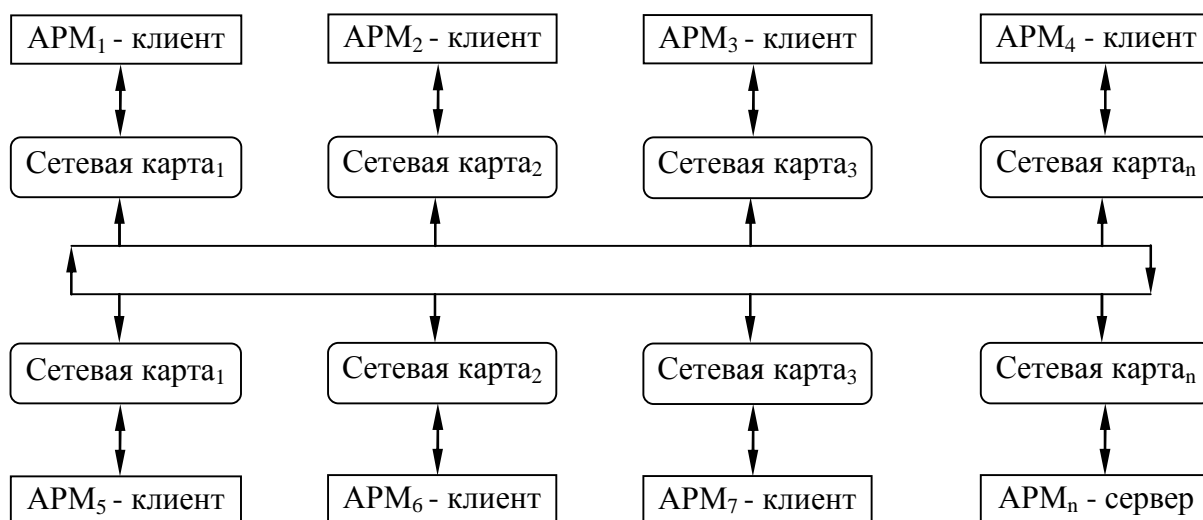 АРМ₁ - клиент
АРМ₂ - клиент
АРМ₃ - клиент
АРМ₄ - клиент
Сетевая карта₁
Сетевая карта₂
Сетевая карта₃
Сетевая картаₙ
Сетевая карта₁
Сетевая карта₂
Сетевая карта₃
Сетевая картаₙ
АРМ₅ - клиент
АРМ₆ - клиент
АРМ₇ - клиент
АРМₙ - сервер